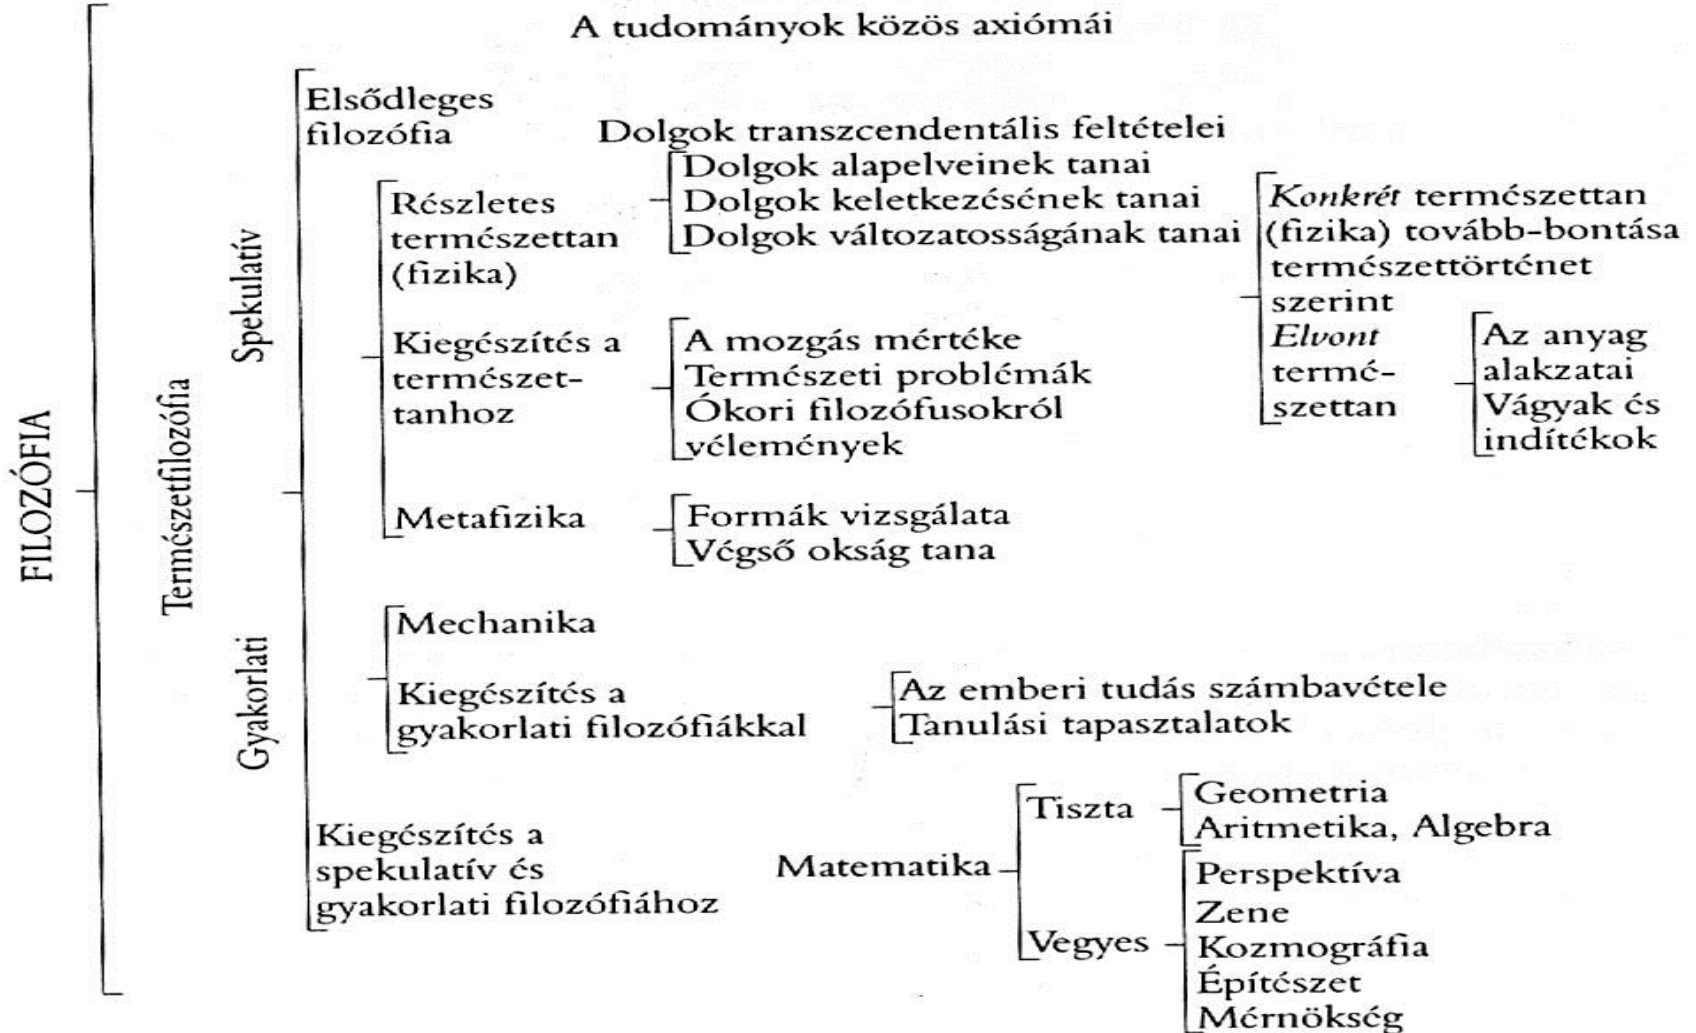 A tudományok közös axiómái
FILOZÓFIA
Természetfilozófia
Spekulatív
Elsődleges
filozófia
Dolgok transzcendentális feltételei
Részletes
természettan
(fizika)
Dolgok alapelveinek tanai
Dolgok keletkezésének tanai
Dolgok változatosságának tanai
Konkrét természettan
(fizika) tovább-bontása
természettörténet
szerint
Elvont
termé-
szettan
Az anyag
alakzatai
Vágyak és
indítékok
Kiegészítés a
természet-
tanhoz
A mozgás mértéke
Természeti problémák
Ókori filozófusokról
vélemények
Metafizika
Formák vizsgálata
Végső okság tana
Gyakorlati
Mechanika
Kiegészítés a
gyakorlati filozófiákkal
Az emberi tudás számbavétele
Tanulási tapasztalatok
Kiegészítés a
spekulatív és
gyakorlati filozófiához
Matematika
Tiszta
Geometria
Aritmetika, Algebra
Vegyes
Perspektíva
Zene
Kozmográfia
Építészet
Mérnökség